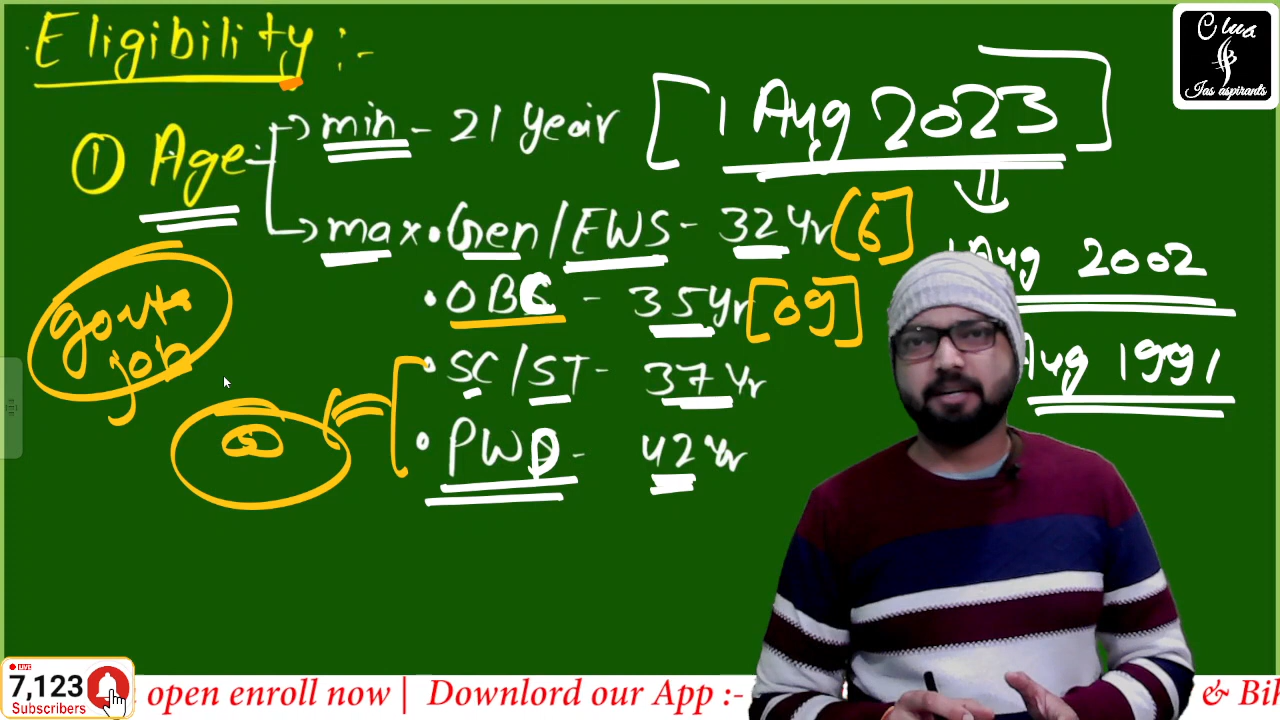 Eligibility :-
① Age
min - 21 year
[1 Aug 2023]
max • Gen/EWS - 32 Yr [6]
Aug 2002
• OBC - 35 yr [09]
govt job
• SC/ST - 37 Yr
Aug 1991
• PWD - 42 Yr
Ias aspirants
LIVE
7,123
Subscribers
open enroll now | Downlord our App :-
& Bi